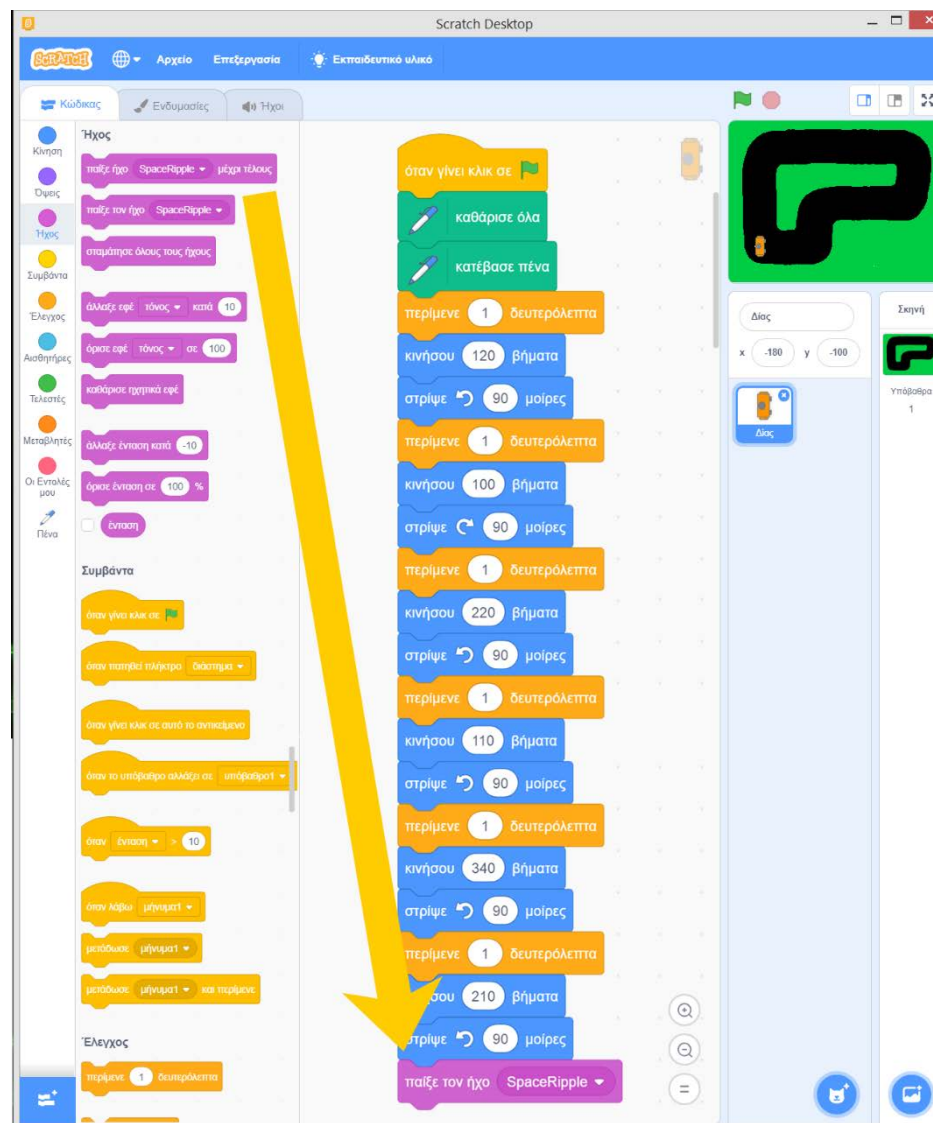 Scratch Desktop
SCRATCH Αρχείο Επεξεργασία Εκπαιδευτικό υλικό
Κώδικας Ενδυμασίες Ήχοι
Κίνηση
Όψεις
Ήχος
Συμβάντα
Έλεγχος
Αισθητήρες
Τελεστές
Μεταβλητές
Οι Εντολές
μου
Πένα
Ήχος
παίξε ήχο SpaceRipple μέχρι τέλους
παίξε τον ήχο SpaceRipple
σταμάτησε όλους τους ήχους
άλλαξε εφέ τόνος κατά 10
όρισε εφέ τόνος σε 100
καθάρισε ηχητικά εφέ
άλλαξε ένταση κατά -10
όρισε ένταση σε 100 %
ένταση
Συμβάντα
όταν γίνει κλικ σε
όταν πατηθεί πλήκτρο διάστημα
όταν γίνει κλικ σε αυτό το αντικείμενο
όταν το υπόβαθρο αλλάξει σε υπόβαθρο1
όταν ένταση > 10
όταν λάβω μήνυμα1
μετάδωσε μήνυμα1
μετάδωσε μήνυμα1 και περίμενε
Έλεγχος
περίμενε 1 δευτερόλεπτα
όταν γίνει κλικ σε
καθάρισε όλα
κατέβασε πένα
περίμενε 1 δευτερόλεπτα
κινήσου 120 βήματα
στρίψε 90 μοίρες
περίμενε 1 δευτερόλεπτα
κινήσου 100 βήματα
στρίψε 90 μοίρες
περίμενε 1 δευτερόλεπτα
κινήσου 220 βήματα
στρίψε 90 μοίρες
περίμενε 1 δευτερόλεπτα
κινήσου 110 βήματα
στρίψε 90 μοίρες
περίμενε 1 δευτερόλεπτα
κινήσου 340 βήματα
στρίψε 90 μοίρες
περίμενε 1 δευτερόλεπτα
σου 210 βήματα
στρίψε 90 μοίρες
παίξε τον ήχο SpaceRipple
Δίας
x -180 y -100
Δίας
Σκηνή
Υπόβαθρα
1